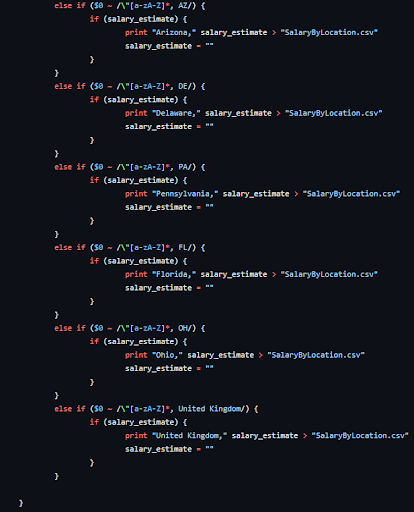 else if ($0 ~ /\"[a-zA-Z]*, AZ/) {
if (salary_estimate) {
print "Arizona," salary_estimate > "SalaryByLocation.csv"
salary_estimate = ""
}
}
else if ($0 ~ /\"[a-zA-Z]*, DE/) {
if (salary_estimate) {
print "Delaware," salary_estimate > "SalaryByLocation.csv"
salary_estimate = ""
}
}
else if ($0 ~ /\"[a-zA-Z]*, PA/) {
if (salary_estimate) {
print "Pennsylvania," salary_estimate > "SalaryByLocation.csv"
salary_estimate = ""
}
}
else if ($0 ~ /\"[a-zA-Z]*, FL/) {
if (salary_estimate) {
print "Florida," salary_estimate > "SalaryByLocation.csv"
salary_estimate = ""
}
}
else if ($0 ~ /\"[a-zA-Z]*, OH/) {
if (salary_estimate) {
print "Ohio," salary_estimate > "SalaryByLocation.csv"
salary_estimate = ""
}
}
else if ($0 ~ /\"[a-zA-Z]*, United Kingdom/) {
if (salary_estimate) {
print "United Kingdom," salary_estimate > "SalaryByLocation.csv"
salary_estimate = ""
}
}
}